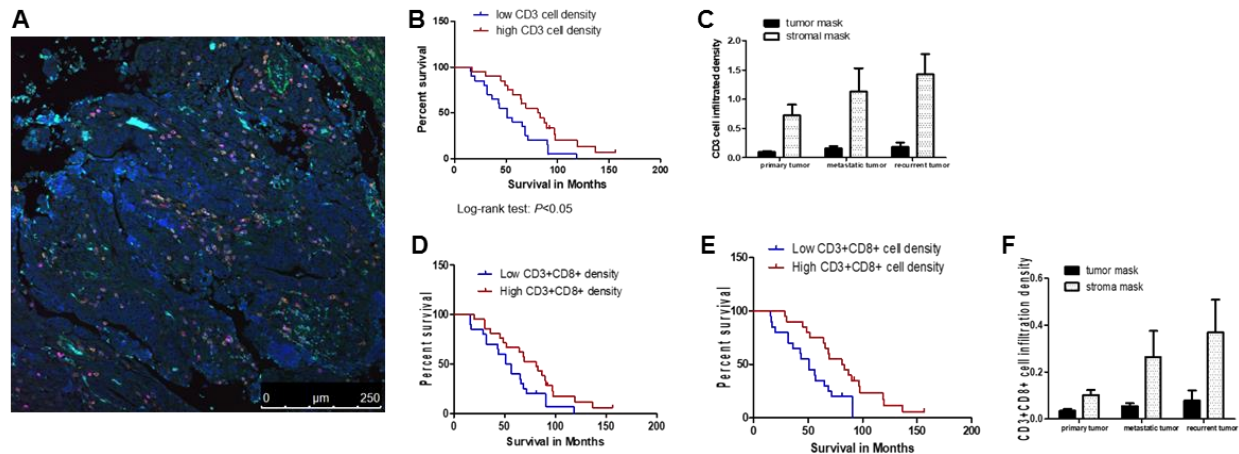 A
0 µm 250
B
low CD3 cell density
high CD3 cell density
Percent survival
150
100
50
0
0 50 100 150 200
Survival in Months
Log-rank test: P<0.05
C
tumor mask
stromal mask
CD3 cell infiltrated density
2.0
1.5
1.0
0.5
0.0
primary tumor metastatic tumor recurrent tumor
D
Low CD3+CD8+ density
High CD3+CD8+ density
Percent survival
150
100
50
0
0 50 100 150 200
Survival in Months
E
Low CD3+CD8+ cell density
High CD3+CD8+ cell density
Percent survival
150
100
50
0
0 50 100 150 200
Survival in Months
F
tumor mask
stroma mask
CD3+CD8+ cell infiltration density
0.6
0.4
0.2
0.0
primary tumor metastatic tumor recurrent tumor